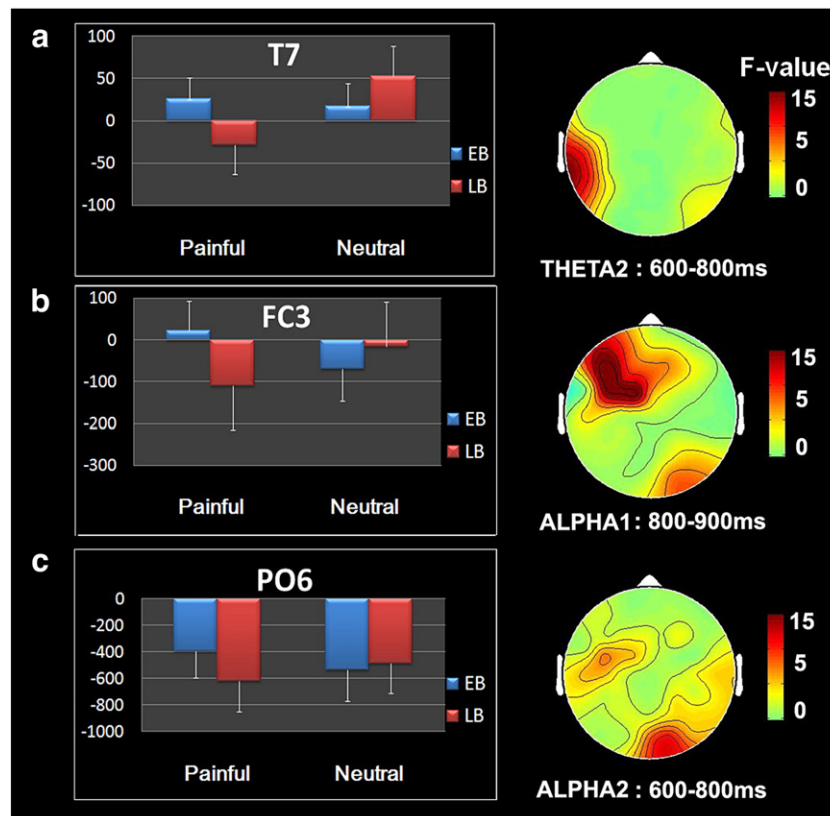 a
T7
100
50
0
-50
-100
EB
LB
Painful Neutral
F-value
15
5
0
THETA2 : 600-800ms
b
FC3
100
0
-100
-200
-300
EB
LB
Painful Neutral
15
5
0
ALPHA1 : 800-900ms
c
PO6
0
-200
-400
-600
-800
-1000
EB
LB
Painful Neutral
15
5
0
ALPHA2 : 600-800ms